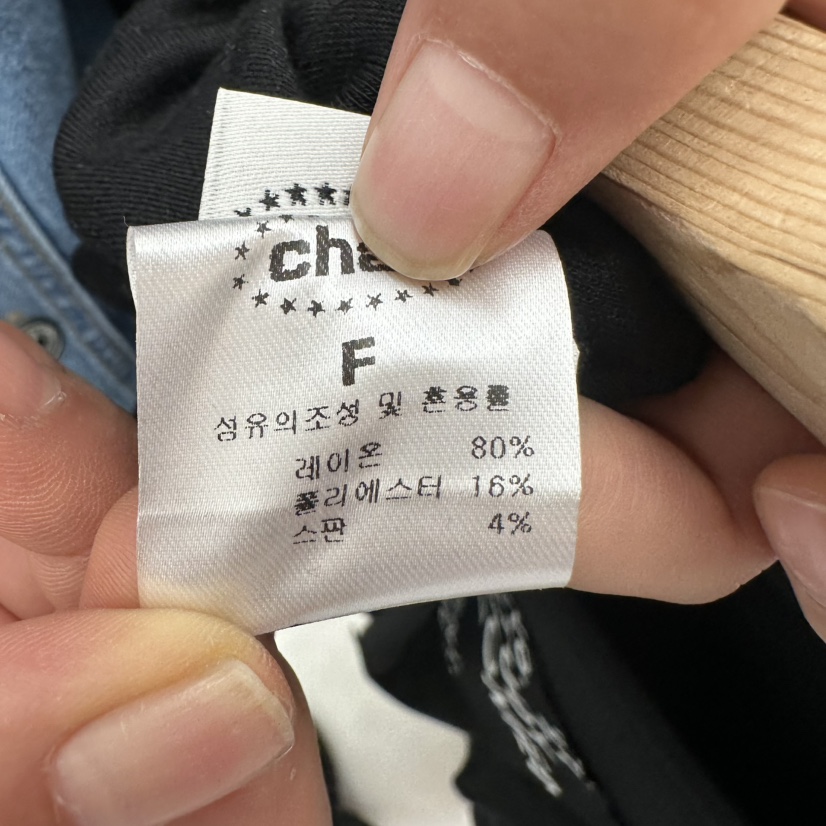 F
섬유의조성 및 혼용률
레이온 80%
폴리에스터 16%
스판 4%